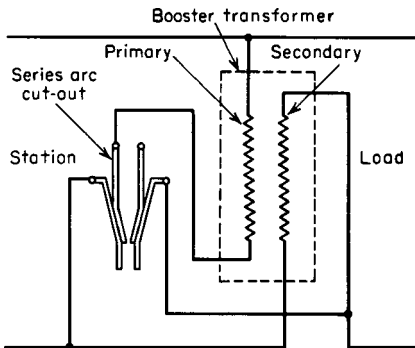 Booster transformer
Primary
Secondary
Series arc
cut-out
Station
Load